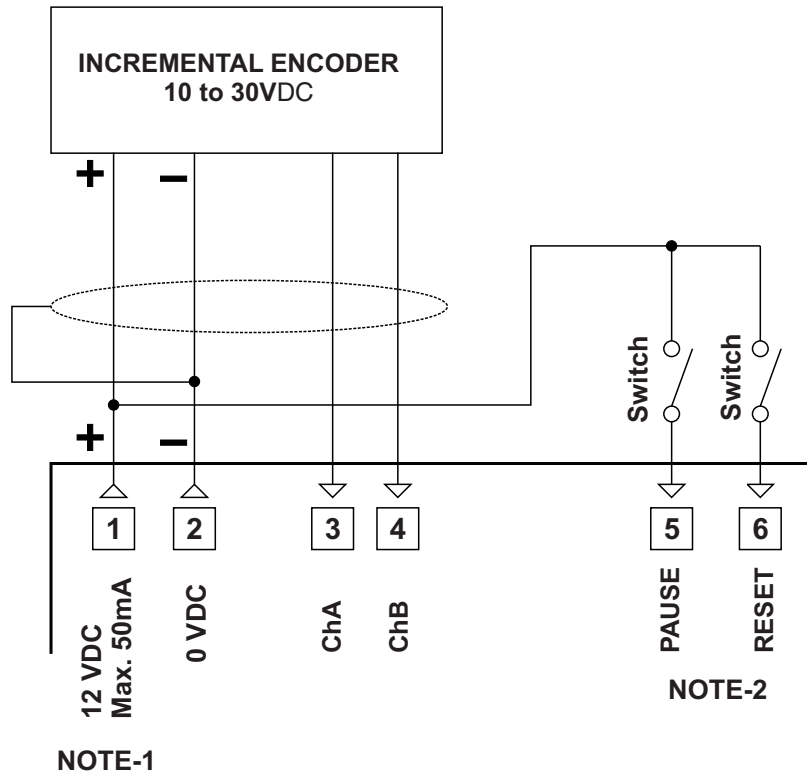 INCREMENTAL ENCODER
10 to 30VDC
+ –
Switch
Switch
+ –
1 2 3 4 5 6
12 VDC
Max. 50mA
0 VDC
ChA
ChB
PAUSE
RESET
NOTE-2
NOTE-1